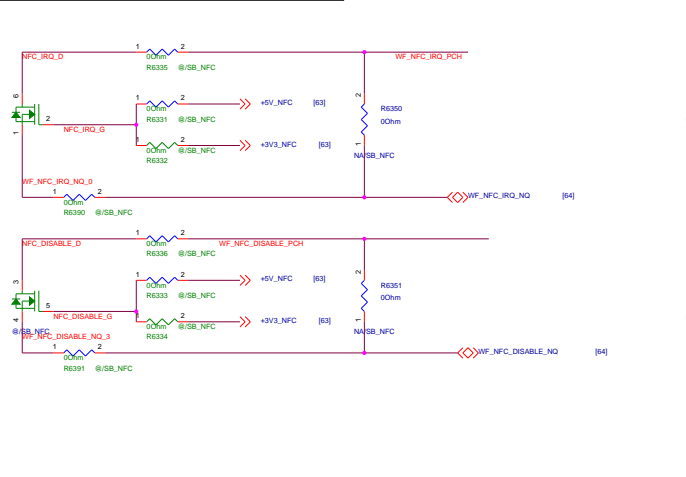 1 2
NFC_IRQ_D 0Ohm WF_NFC_IRQ_PCH
R6335 @/SB_NFC
6 1 2 +5V_NFC [63] 2
0Ohm R6350
R6331 @/SB_NFC
2 0Ohm
NFC_IRQ_G
1 1 2 +3V3_NFC [63] 1
0Ohm NA/SB_NFC
R6332 @/SB_NFC
WF_NFC_IRQ_NQ_0
1 2 WF_NFC_IRQ_NQ [64]
0Ohm
R6390 @/SB_NFC
1 2
NFC_DISABLE_D 0Ohm WF_NFC_DISABLE_PCH
R6336 @/SB_NFC
3 1 2 +5V_NFC [63] 2
0Ohm R6351
R6333 @/SB_NFC 0Ohm
5
NFC_DISABLE_G
4 1 2 +3V3_NFC [63] 1
@/SB_NFC 0Ohm NA/SB_NFC
WF_NFC_DISABLE_NQ_3 R6334 @/SB_NFC
1 2 WF_NFC_DISABLE_NQ [64]
0Ohm
R6391 @/SB_NFC